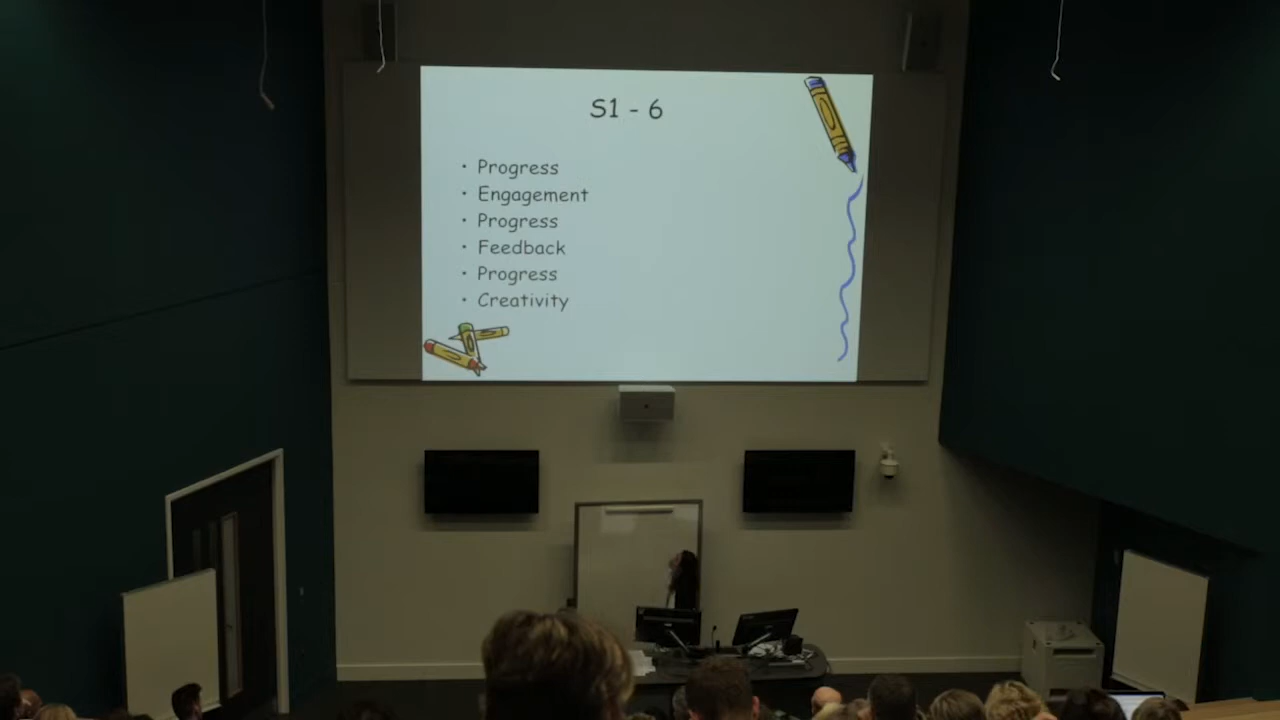 S1 - 6
• Progress
• Engagement
• Progress
• Feedback
• Progress
• Creativity